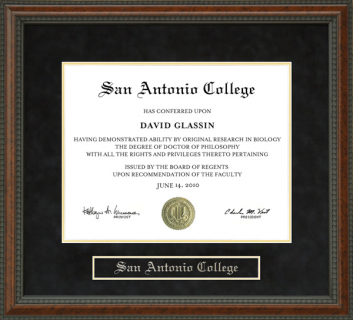 San Antonio College
HAS CONFERRED UPON
DAVID GLASSIN
HAVING DEMONSTRATED ABILITY BY ORIGINAL RESEARCH IN BIOLOGY
THE DEGREE OF DOCTOR OF PHILOSOPHY
WITH ALL THE RIGHTS AND PRIVILEGES THERETO PERTAINING
ISSUED BY THE BOARD OF REGENTS
UPON RECOMMENDATION OF THE FACULTY
JUNE 14, 2010
PROVOST
PRESIDENT
San Antonio College